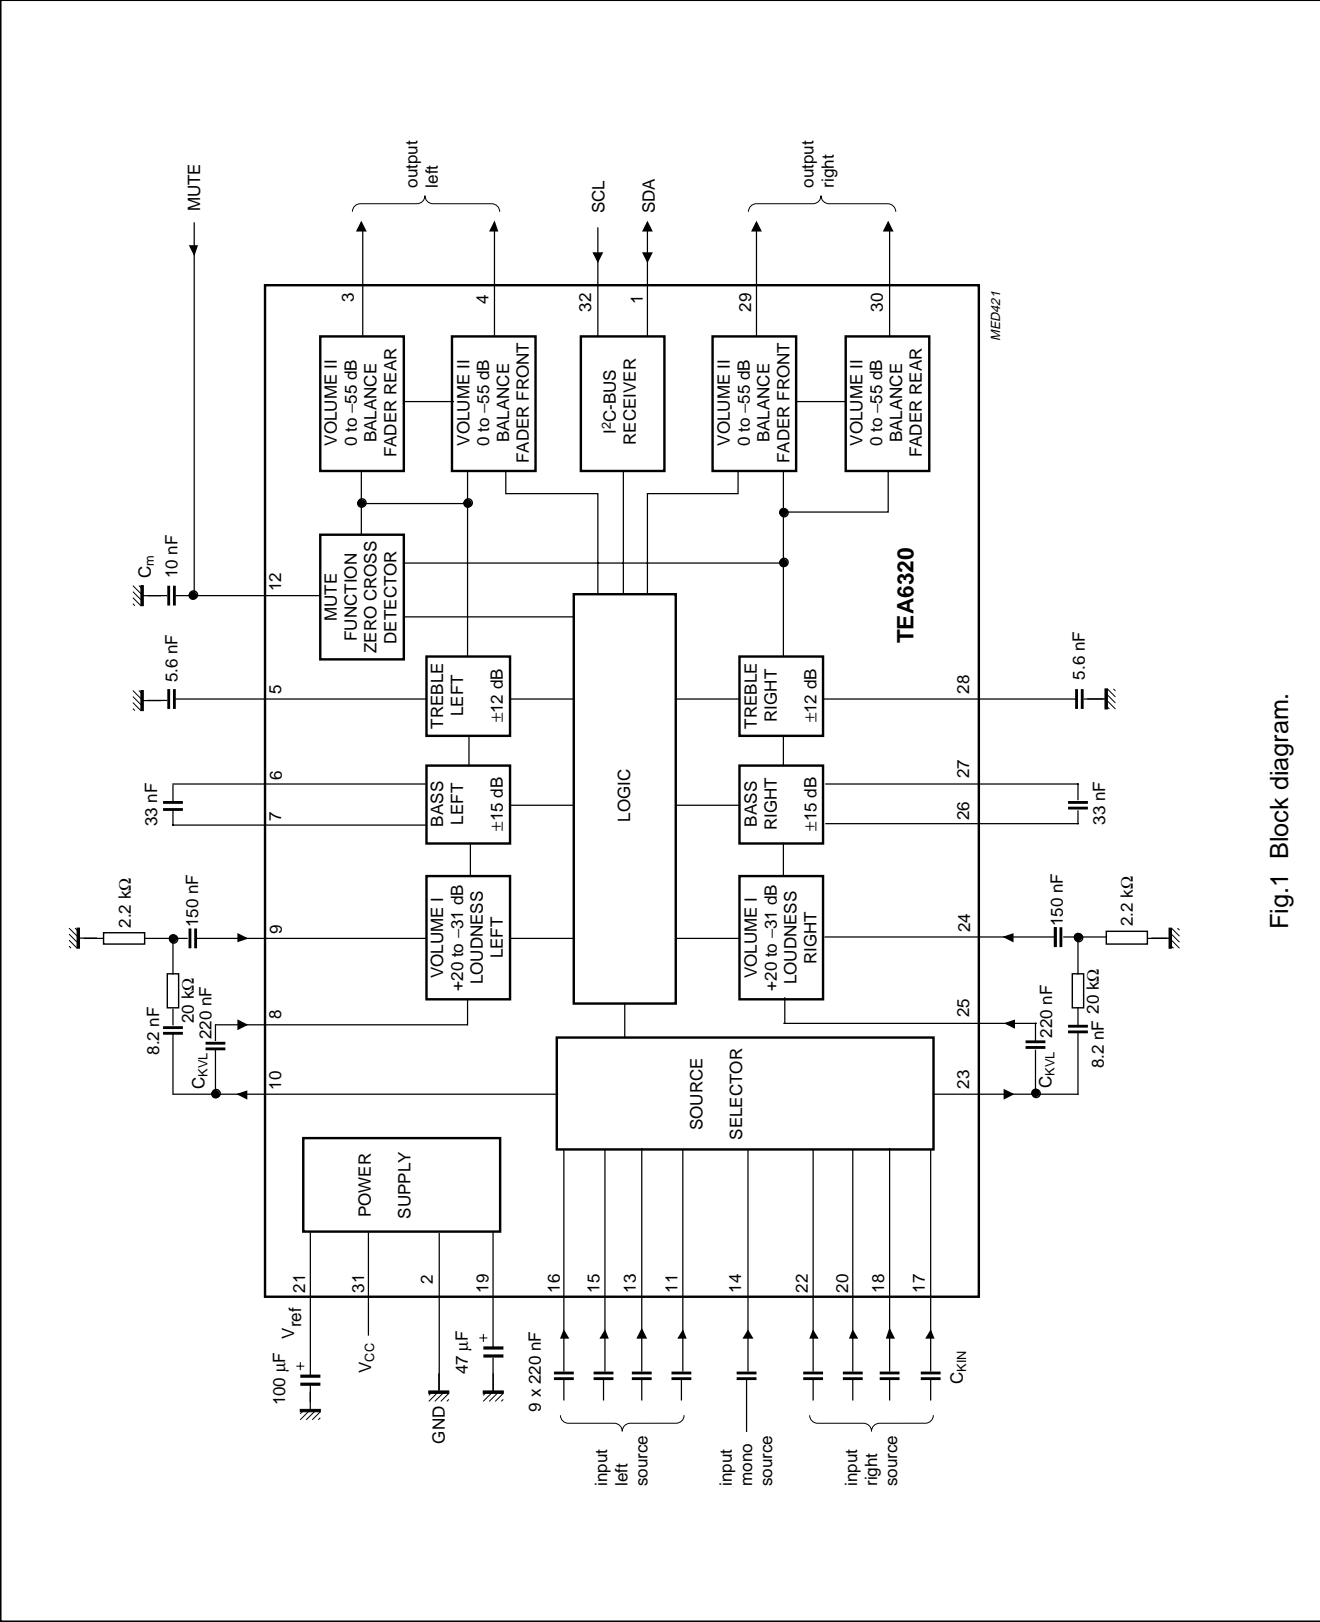 MUTE
output
left
SCL
SDA
output
right
3
4
32
1
29
30
MED421
VOLUME II
0 to –55 dB
BALANCE
FADER REAR
VOLUME II
0 to –55 dB
BALANCE
FADER FRONT
I²C-BUS
RECEIVER
VOLUME II
0 to –55 dB
BALANCE
FADER FRONT
VOLUME II
0 to –55 dB
BALANCE
FADER REAR
Cm
10 nF
12
MUTE
FUNCTION
ZERO CROSS
DETECTOR
TEA6320
5.6 nF
5
TREBLE
LEFT
±12 dB
TREBLE
RIGHT
±12 dB
28
5.6 nF
33 nF
6
7
BASS
LEFT
±15 dB
LOGIC
BASS
RIGHT
±15 dB
27
26
33 nF
2.2 kΩ
150 nF
9
VOLUME I
+20 to –31 dB
LOUDNESS
LEFT
VOLUME I
+20 to –31 dB
LOUDNESS
RIGHT
24
150 nF
2.2 kΩ
20 kΩ
8.2 nF
220 nF
CKVL
8
10
25
23
220 nF
CKVL
20 kΩ
8.2 nF
SOURCE
SELECTOR
POWER
SUPPLY
21
31
2
19
16
15
13
11
14
22
20
18
17
Vref
100 µF
+
VCC
GND
47 µF
+
9 x 220 nF
CKIN
input
left
source
input
mono
source
input
right
source
Fig.1 Block diagram.